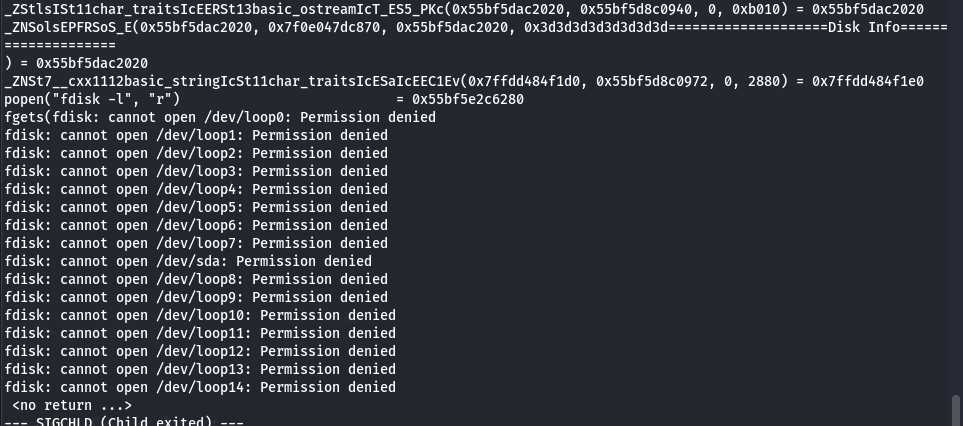 _ZStlsISt11char_traitsIcEERSt13basic_ostreamIcT_ES5_PKc(0x55bf5dac2020, 0x55bf5d8c0940, 0, 0xb010) = 0x55bf5dac2020
_ZNSolsEPFRSoS_E(0x55bf5dac2020, 0x7f0e047dc870, 0x55bf5dac2020, 0x3d3d3d3d3d3d3d3d====================Disk Info======
==============
) = 0x55bf5dac2020
_ZNSt7__cxx1112basic_stringIcSt11char_traitsIcESaIcEEC1Ev(0x7ffdd484f1d0, 0x55bf5d8c0972, 0, 2880) = 0x7ffdd484f1e0
popen("fdisk -l", "r")                           = 0x55bf5e2c6280
fgets(fdisk: cannot open /dev/loop0: Permission denied
fdisk: cannot open /dev/loop1: Permission denied
fdisk: cannot open /dev/loop2: Permission denied
fdisk: cannot open /dev/loop3: Permission denied
fdisk: cannot open /dev/loop4: Permission denied
fdisk: cannot open /dev/loop5: Permission denied
fdisk: cannot open /dev/loop6: Permission denied
fdisk: cannot open /dev/loop7: Permission denied
fdisk: cannot open /dev/sda: Permission denied
fdisk: cannot open /dev/loop8: Permission denied
fdisk: cannot open /dev/loop9: Permission denied
fdisk: cannot open /dev/loop10: Permission denied
fdisk: cannot open /dev/loop11: Permission denied
fdisk: cannot open /dev/loop12: Permission denied
fdisk: cannot open /dev/loop13: Permission denied
fdisk: cannot open /dev/loop14: Permission denied
 <no return ...>
--- SIGCHLD (Child exited) ---